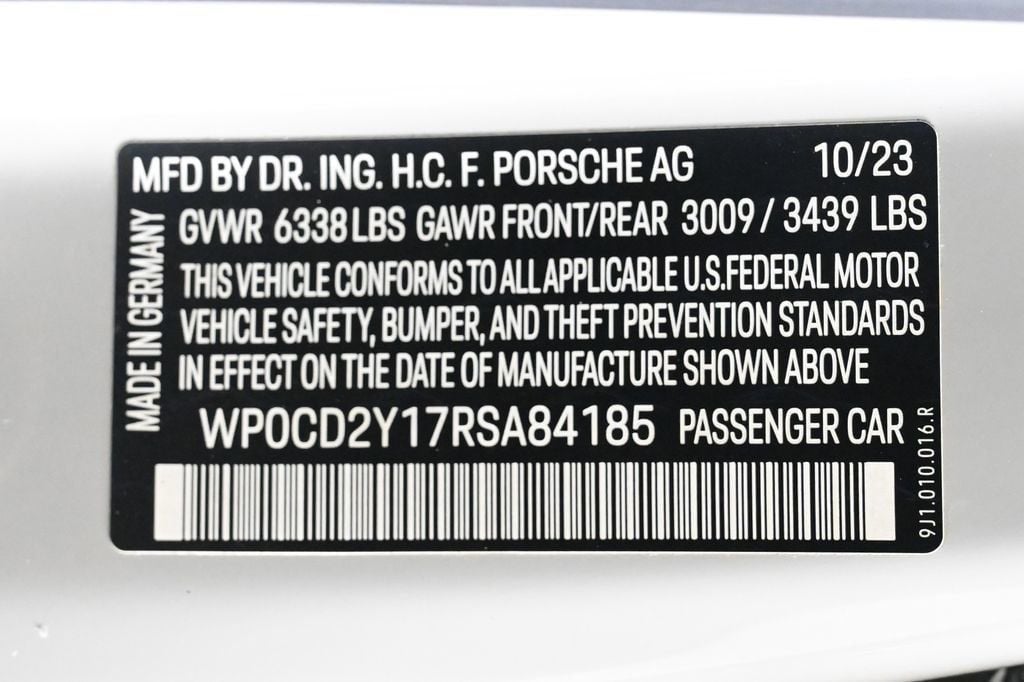 MFD BY DR. ING. H.C. F. PORSCHE AG 10/23
GVWR 6338 LBS GAWR FRONT/REAR 3009 / 3439 LBS
THIS VEHICLE CONFORMS TO ALL APPLICABLE U.S. FEDERAL MOTOR
VEHICLE SAFETY, BUMPER, AND THEFT PREVENTION STANDARDS
IN EFFECT ON THE DATE OF MANUFACTURE SHOWN ABOVE
WP0CD2Y17RSA84185 PASSENGER CAR
MADE IN GERMANY
9J1.010.016.R